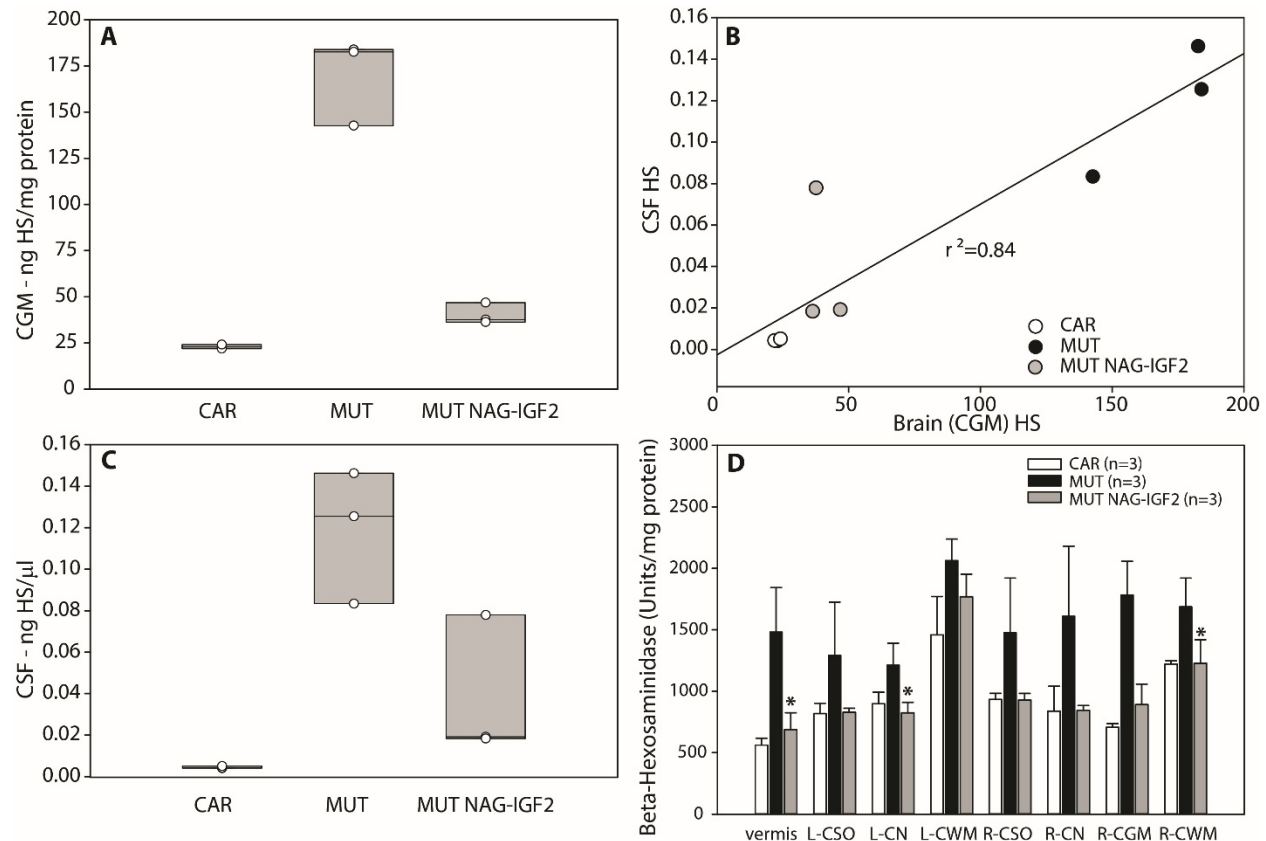 A
CGM - ng HS/mg protein
200
175
150
125
100
75
50
25
0
CAR MUT MUT NAG-IGF2
B
CSF HS
0.16
0.14
0.12
0.10
0.08
0.06
0.04
0.02
0.00
r²=0.84
CAR
MUT
MUT NAG-IGF2
0 50 100 150 200
Brain (CGM) HS
C
CSF - ng HS/µl
0.16
0.14
0.12
0.10
0.08
0.06
0.04
0.02
0.00
CAR MUT MUT NAG-IGF2
D
Beta-Hexosaminidase (Units/mg protein)
3000
2500
2000
1500
1000
500
0
CAR (n=3)
MUT (n=3)
MUT NAG-IGF2 (n=3)
* * *
vermis L-CSO L-CN L-CWM R-CSO R-CN R-CGM R-CWM